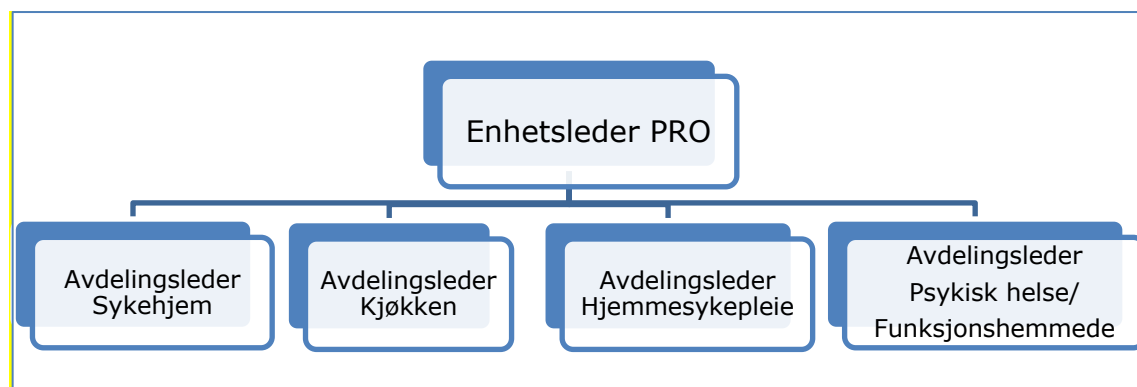 Enhetsleder PRO
Avdelingsleder
Sykehjem
Avdelingsleder
Kjøkken
Avdelingsleder
Hjemmesykepleie
Avdelingsleder
Psykisk helse/
Funksjonshemmede